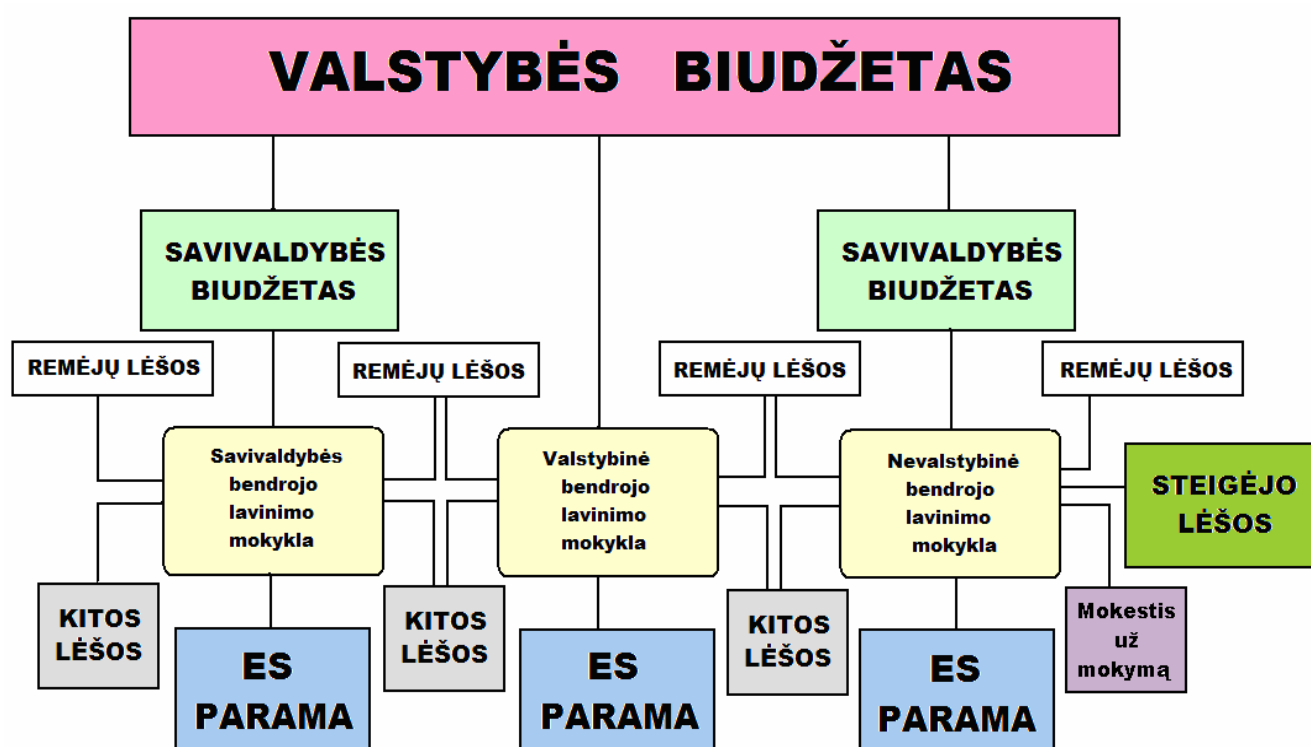 VALSTYBĖS BIUDŽETAS
SAVIVALDYBĖS
BIUDŽETAS
SAVIVALDYBĖS
BIUDŽETAS
REMĖJŲ LĖŠOS
REMĖJŲ LĖŠOS
REMĖJŲ LĖŠOS
REMĖJŲ LĖŠOS
Savivaldybės
bendrojo
lavinimo
mokykla
Valstybinė
bendrojo
lavinimo
mokykla
Nevalstybinė
bendrojo
lavinimo
mokykla
STEIGĖJO
LĖŠOS
KITOS
LĖŠOS
ES
PARAMA
KITOS
LĖŠOS
ES
PARAMA
KITOS
LĖŠOS
ES
PARAMA
Mokestis
už
mokymą